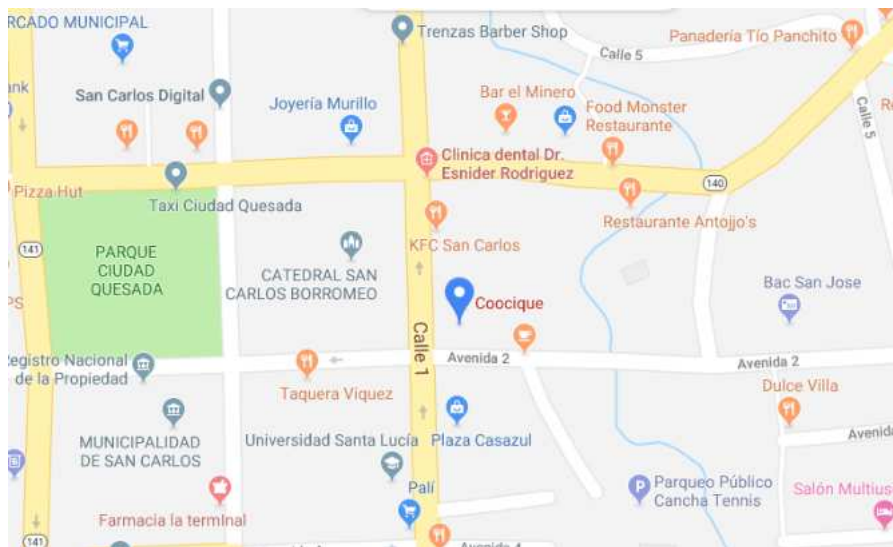 RCADO MUNICIPAL
Trenzas Barber Shop
Panadería Tío Panchito
Calle 5
ank
San Carlos Digital
Joyería Murillo
Bar el Minero
Food Monster
Restaurante
Calle 5
Clinica dental Dr.
Esnider Rodriguez
140
Pizza Hut
Taxi Ciudad Quesada
Restaurante Antojjo's
KFC San Carlos
141
PARQUE
CIUDAD
QUESADA
CATEDRAL SAN
CARLOS BORROMEO
Bac San Jose
PS
Coocique
Calle 1
Registro Nacional
de la Propiedad
Avenida 2
Avenida 2
Taquera Viquez
Dulce Villa
MUNICIPALIDAD
DE SAN CARLOS
Universidad Santa Lucía
Plaza Casazul
Avenida
Palí
Parqueo Público
Cancha Tennis
Salón Multius
Farmacia la terminal
141
Avenida 4